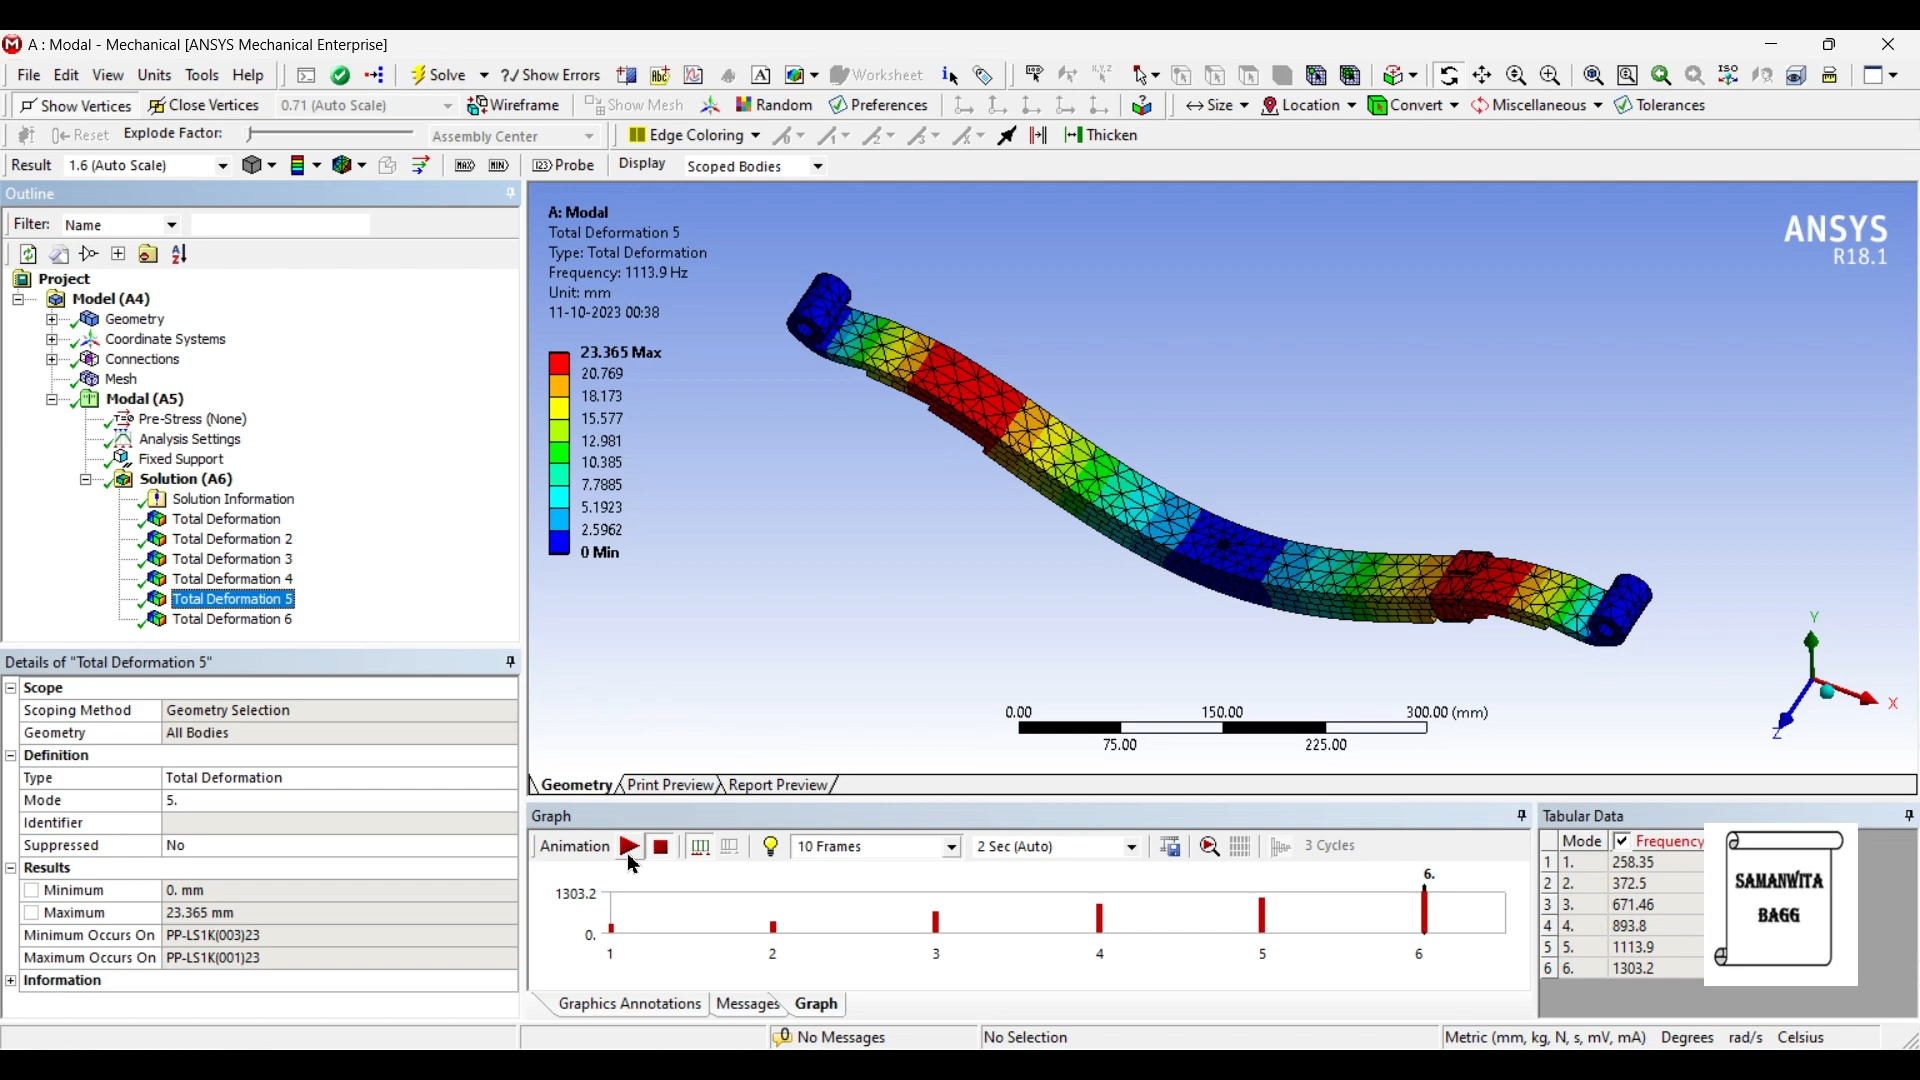 A : Modal - Mechanical [ANSYS Mechanical Enterprise]
File Edit View Units Tools Help Solve ?/ Show Errors Worksheet
Show Vertices Close Vertices 0.71 (Auto Scale) Wireframe Show Mesh Random Preferences Size Location Convert Miscellaneous Tolerances
Reset Explode Factor: Assembly Center Edge Coloring Thicken
Result 1.6 (Auto Scale) MAX MIN Probe Display Scoped Bodies
Outline
Filter: Name
Project
Model (A4)
Geometry
Coordinate Systems
Connections
Mesh
Modal (A5)
Pre-Stress (None)
Analysis Settings
Fixed Support
Solution (A6)
Solution Information
Total Deformation
Total Deformation 2
Total Deformation 3
Total Deformation 4
Total Deformation 5
Total Deformation 6
Details of "Total Deformation 5"
Scope
Scoping Method Geometry Selection
Geometry All Bodies
Definition
Type Total Deformation
Mode 5.
Identifier
Suppressed No
Results
Minimum 0. mm
Maximum 23.365 mm
Minimum Occurs On PP-LS1K(003)23
Maximum Occurs On PP-LS1K(001)23
Information
A: Modal
Total Deformation 5
Type: Total Deformation
Frequency: 1113.9 Hz
Unit: mm
11-10-2023 00:38
23.365 Max
20.769
18.173
15.577
12.981
10.385
7.7885
5.1923
2.5962
0 Min
ANSYS
R18.1
0.00 150.00 300.00 (mm)
75.00 225.00
Y
X
Z
Geometry Print Preview Report Preview
Graph
Animation 10 Frames 2 Sec (Auto) 3 Cycles
6.
1303.2
0.
1 2 3 4 5 6
Graphics Annotations Messages Graph
Tabular Data
Mode Frequency
1 1. 258.35
2 2. 372.5
3 3. 671.46
4 4. 893.8
5 5. 1113.9
6 6. 1303.2
SAMANWITA
BAGG
0 No Messages No Selection Metric (mm, kg, N, s, mV, mA) Degrees rad/s Celsius